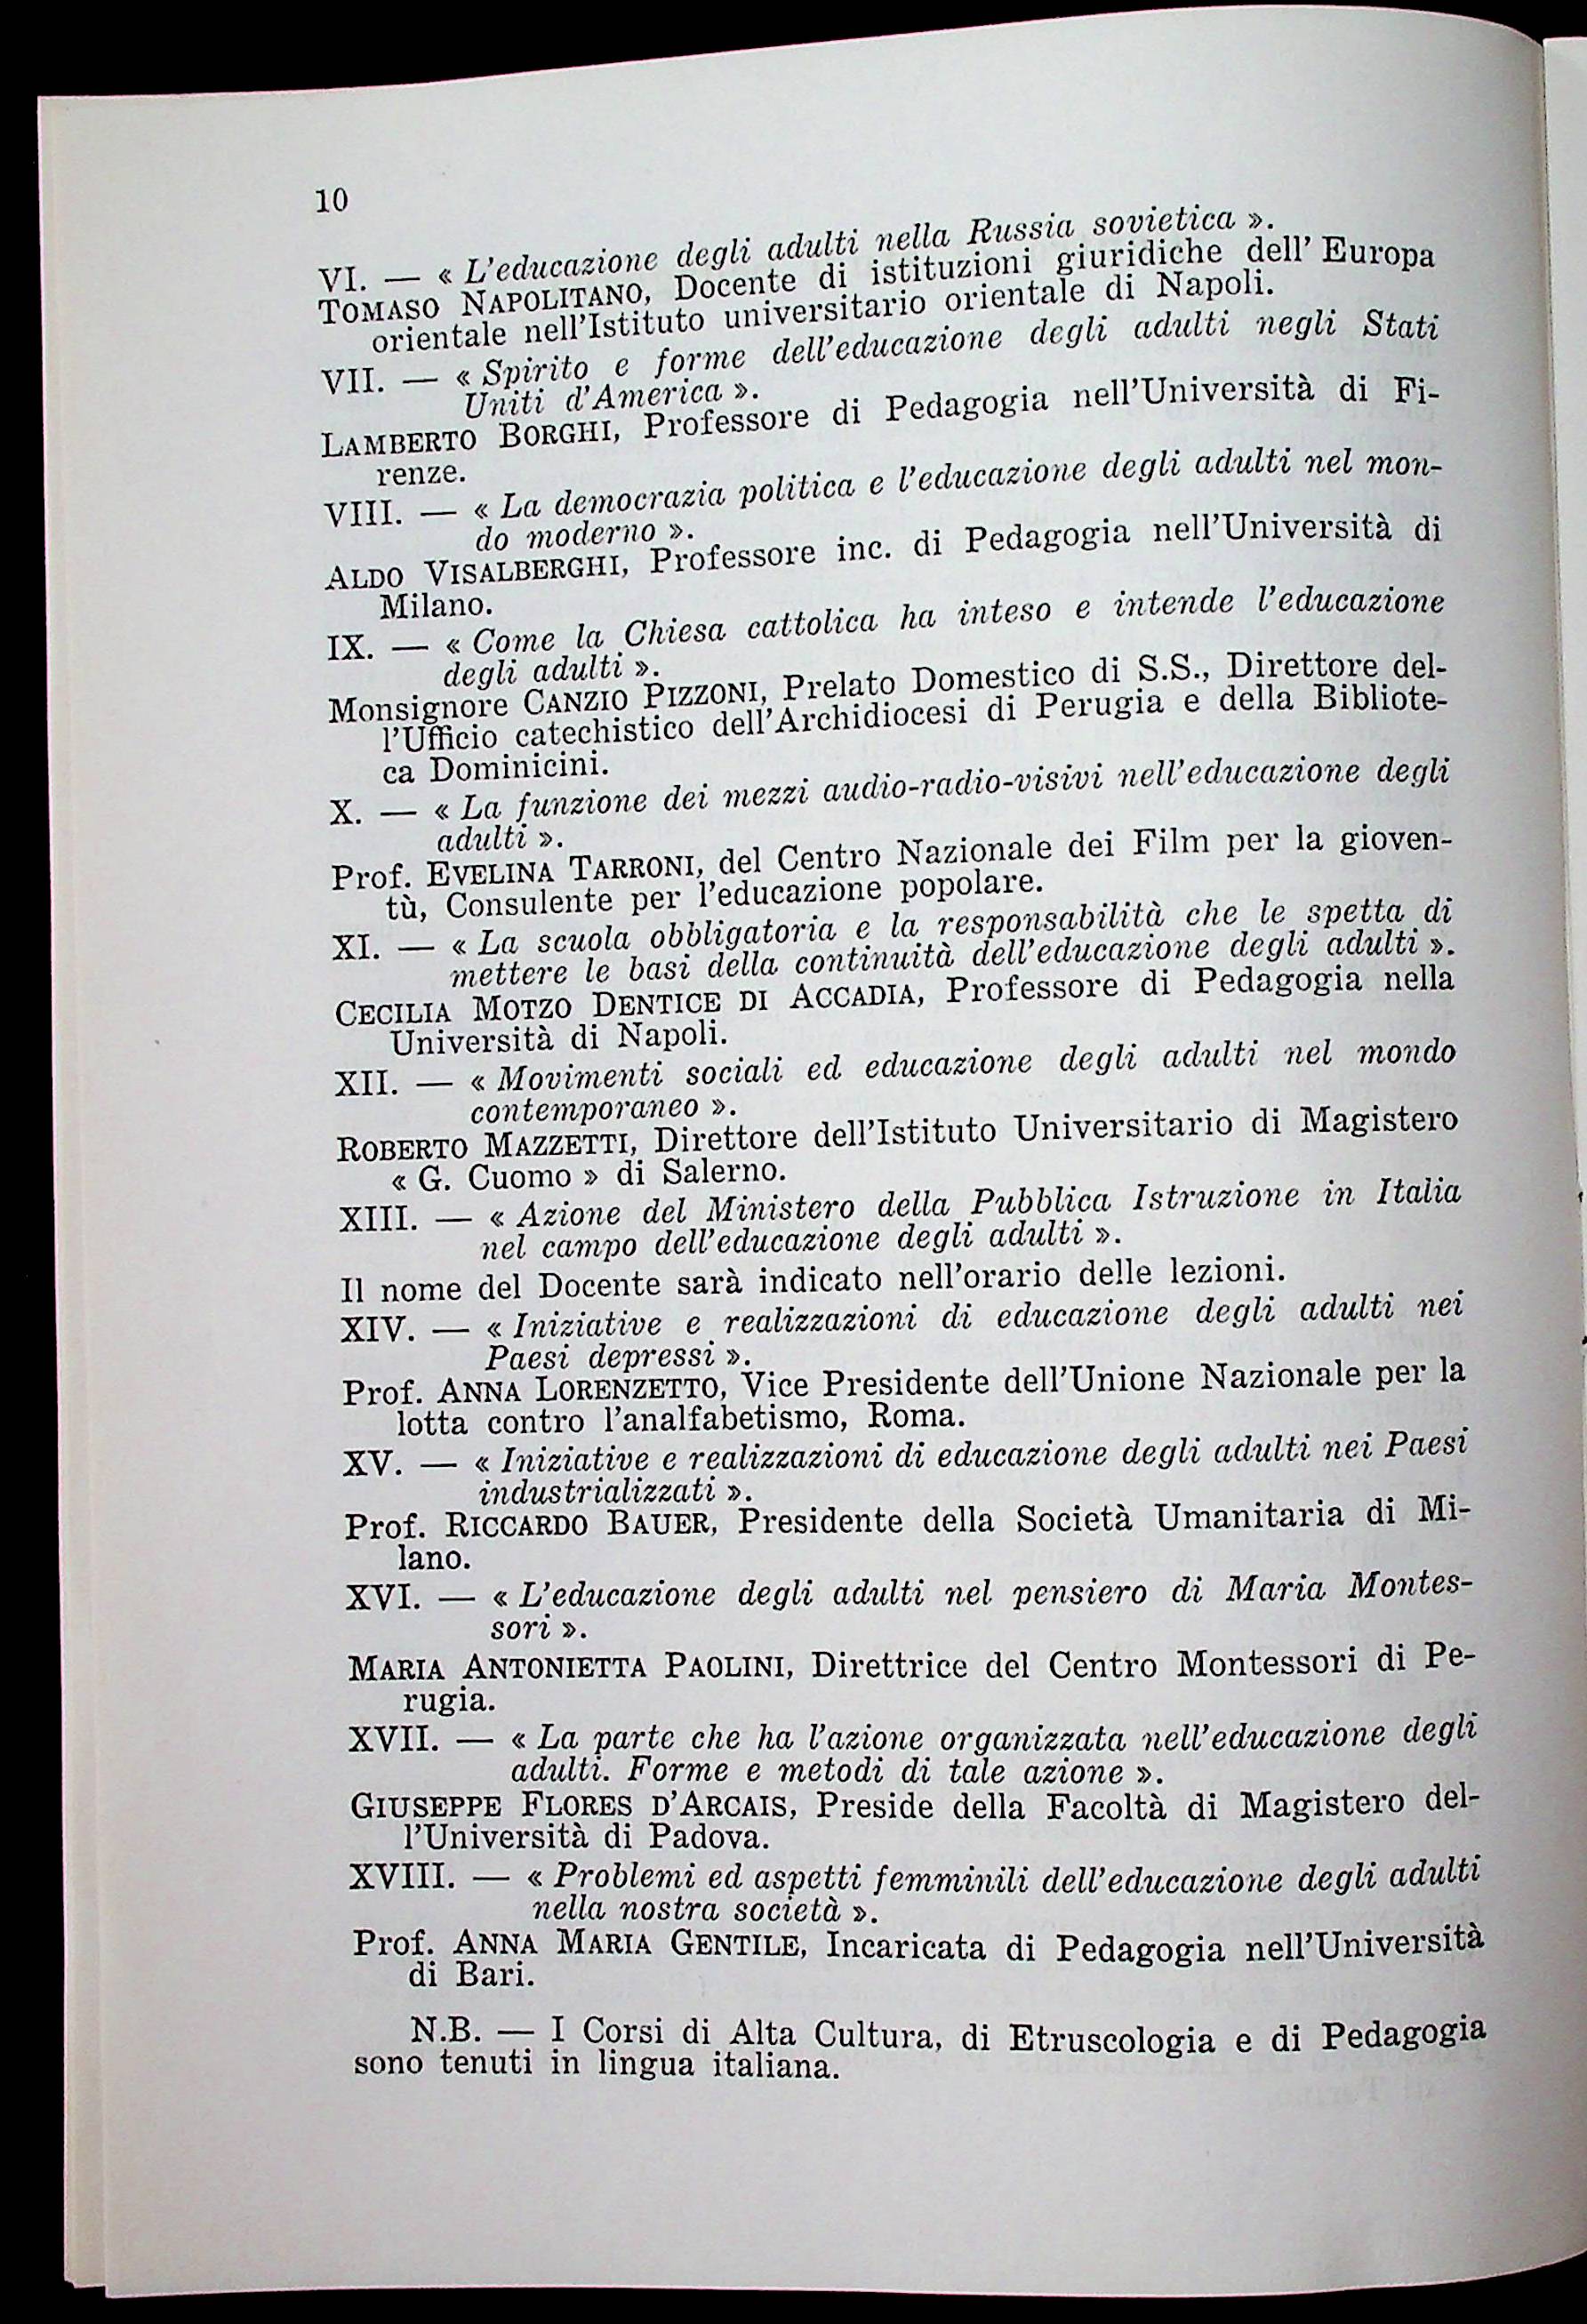 10
VI. — « L'educazione degli adulti nella Russia sovietica ».
TOMASO NAPOLITANO, Docente di istituzioni giuridiche dell' Europa
orientale nell'Istituto universitario orientale di Napoli.
VII. — « Spirito e forme dell'educazione degli adulti negli Stati
Uniti d'America ».
LAMBERTO BORGHI, Professore di Pedagogia nell'Università di Fi-
renze.
VIII. — « La democrazia politica e l'educazione degli adulti nel mon-
do moderno ».
ALDO VISALBERGHI, Professore inc. di Pedagogia nell'Università di
Milano.
IX. — « Come la Chiesa cattolica ha inteso e intende l'educazione
degli adulti ».
Monsignore CANZIO PIZZONI, Prelato Domestico di S.S., Direttore del-
l'Ufficio catechistico dell'Archidiocesi di Perugia e della Bibliote-
ca Dominicini.
X. — « La funzione dei mezzi audio-radio-visivi nell'educazione degli
adulti ».
Prof. EVELINA TARRONI, del Centro Nazionale dei Film per la gioven-
tù, Consulente per l'educazione popolare.
XI. — « La scuola obbligatoria e la responsabilità che le spetta di
mettere le basi della continuità dell'educazione degli adulti ».
CECILIA MOTZO DENTICE DI ACCADIA, Professore di Pedagogia nella
Università di Napoli.
XII. — « Movimenti sociali ed educazione degli adulti nel mondo
contemporaneo ».
ROBERTO MAZZETTI, Direttore dell'Istituto Universitario di Magistero
« G. Cuomo » di Salerno.
XIII. — « Azione del Ministero della Pubblica Istruzione in Italia
nel campo dell'educazione degli adulti ».
Il nome del Docente sarà indicato nell'orario delle lezioni.
XIV. — « Iniziative e realizzazioni di educazione degli adulti nei
Paesi depressi ».
Prof. ANNA LORENZETTO, Vice Presidente dell'Unione Nazionale per la
lotta contro l'analfabetismo, Roma.
XV. — « Iniziative e realizzazioni di educazione degli adulti nei Paesi
industrializzati ».
Prof. RICCARDO BAUER, Presidente della Società Umanitaria di Mi-
lano.
XVI. — « L'educazione degli adulti nel pensiero di Maria Montes-
sori ».
MARIA ANTONIETTA PAOLINI, Direttrice del Centro Montessori di Pe-
rugia.
XVII. — « La parte che ha l'azione organizzata nell'educazione degli
adulti. Forme e metodi di tale azione ».
GIUSEPPE FLORES D'ARCAIS, Preside della Facoltà di Magistero del-
l'Università di Padova.
XVIII. — « Problemi ed aspetti femminili dell'educazione degli adulti
nella nostra società ».
Prof. ANNA MARIA GENTILE, Incaricata di Pedagogia nell'Università
di Bari.
N.B. — I Corsi di Alta Cultura, di Etruscologia e di Pedagogia
sono tenuti in lingua italiana.